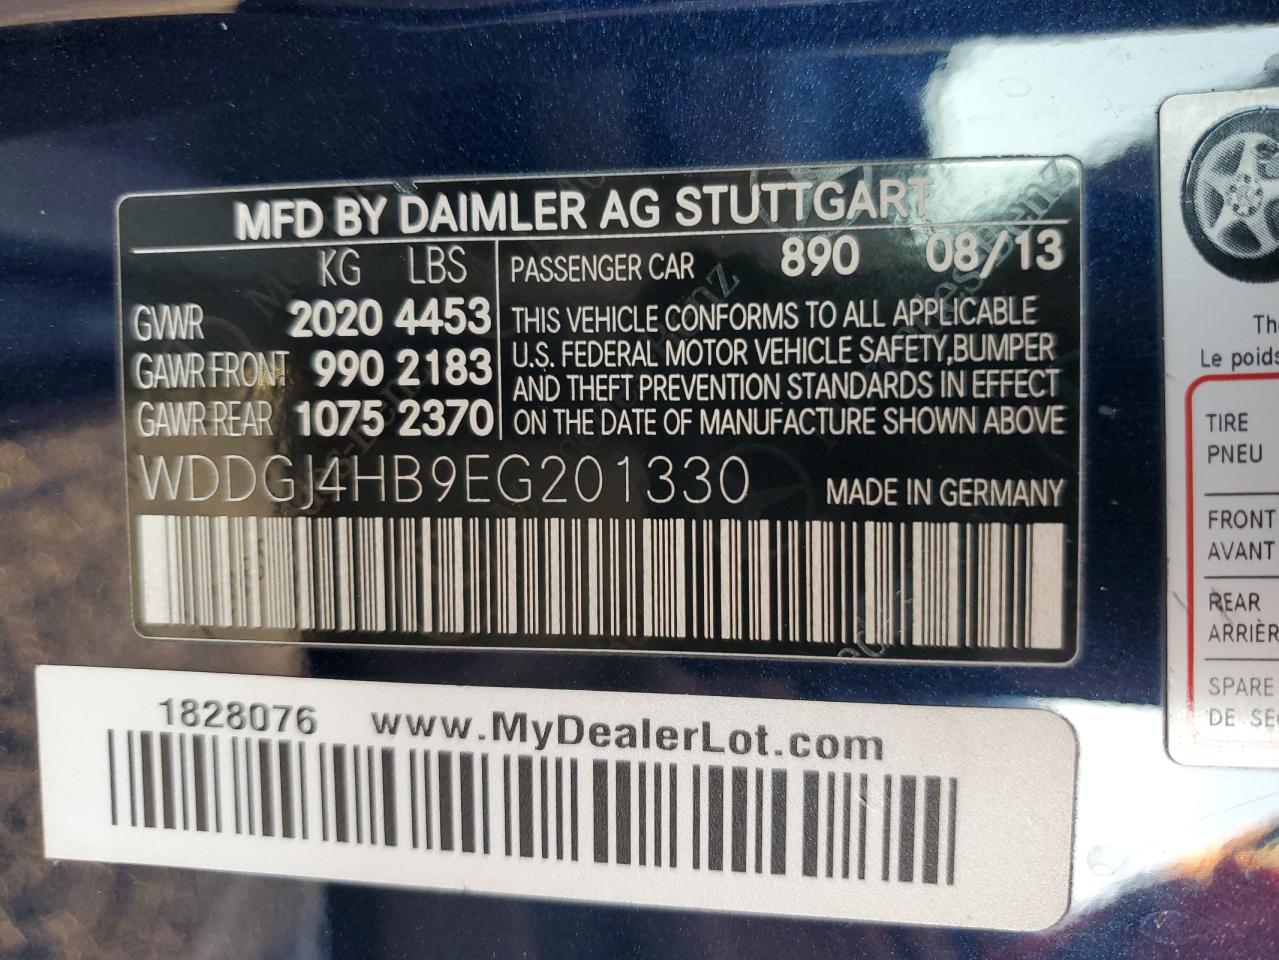 MFD BY DAIMLER AG STUTTGART
KG LBS
GVWR 2020 4453
GAWR FRONT 990 2183
GAWR REAR 1075 2370
PASSENGER CAR 890 08/13
THIS VEHICLE CONFORMS TO ALL APPLICABLE
U.S. FEDERAL MOTOR VEHICLE SAFETY, BUMPER
AND THEFT PREVENTION STANDARDS IN EFFECT
ON THE DATE OF MANUFACTURE SHOWN ABOVE
WDDGJ4HB9EG201330 MADE IN GERMANY
1828076 www.MyDealerLot.com
Le poids
TIRE
PNEU
FRONT
AVANT
REAR
SPARE